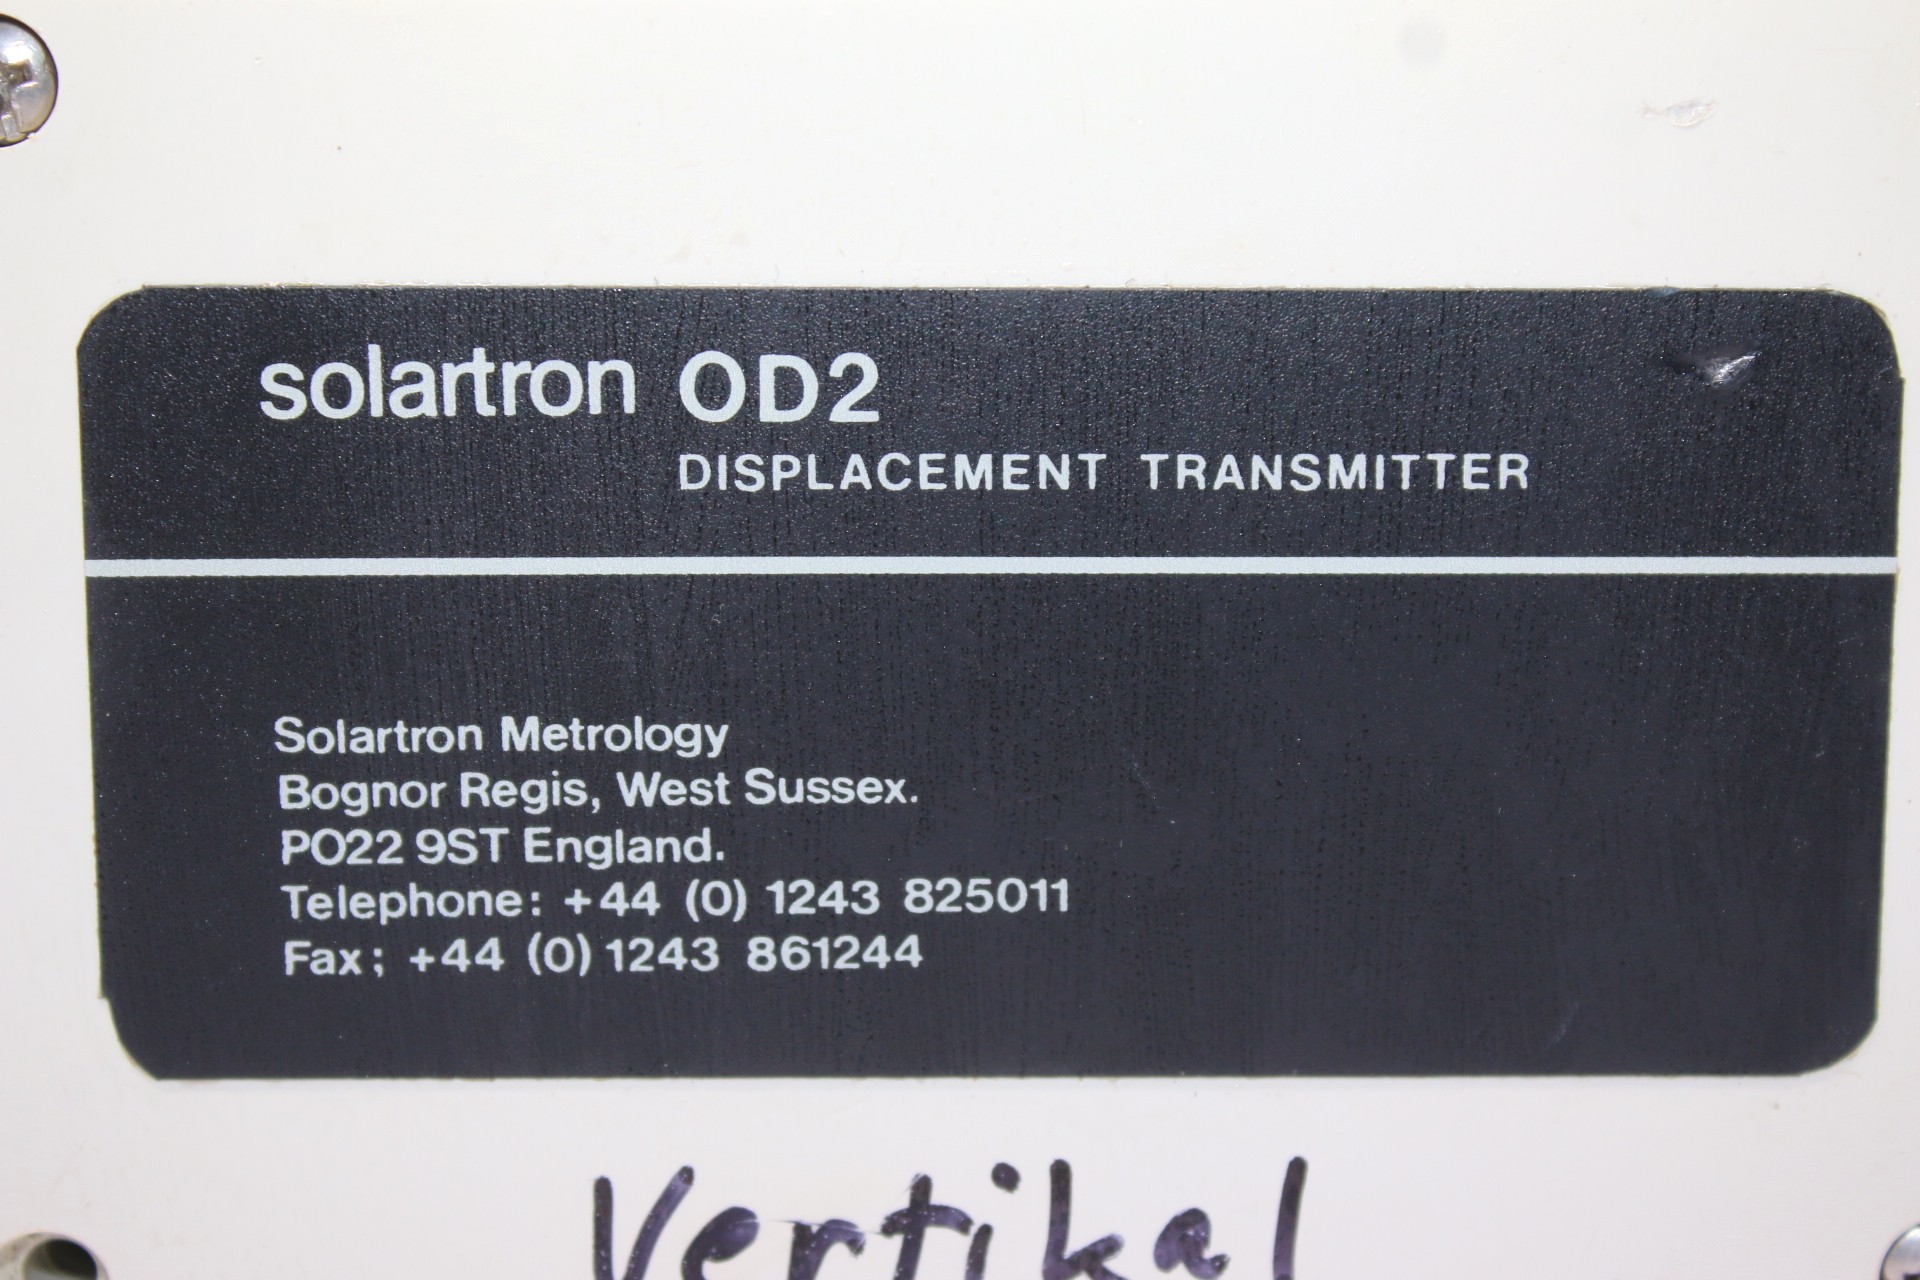 solartron OD2
DISPLACEMENT TRANSMITTER
Solartron Metrology
Bognor Regis, West Sussex.
PO22 9ST England.
Telephone: +44 (0) 1243 825011
Fax; +44 (0) 1243 861244
Vertikal